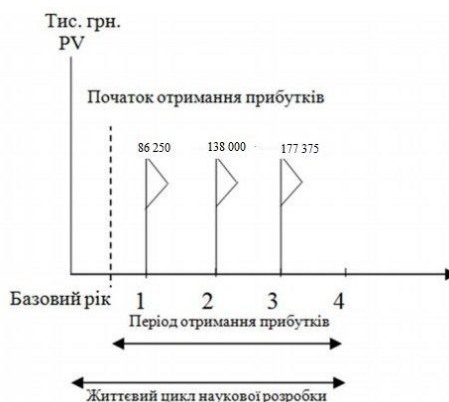 Тис. грн.
PV
Початок отримання прибутків
86 250 138 000 177 375
Базовий рік 1 2 3 4
Період отримання прибутків
Життєвий цикл наукової розробки